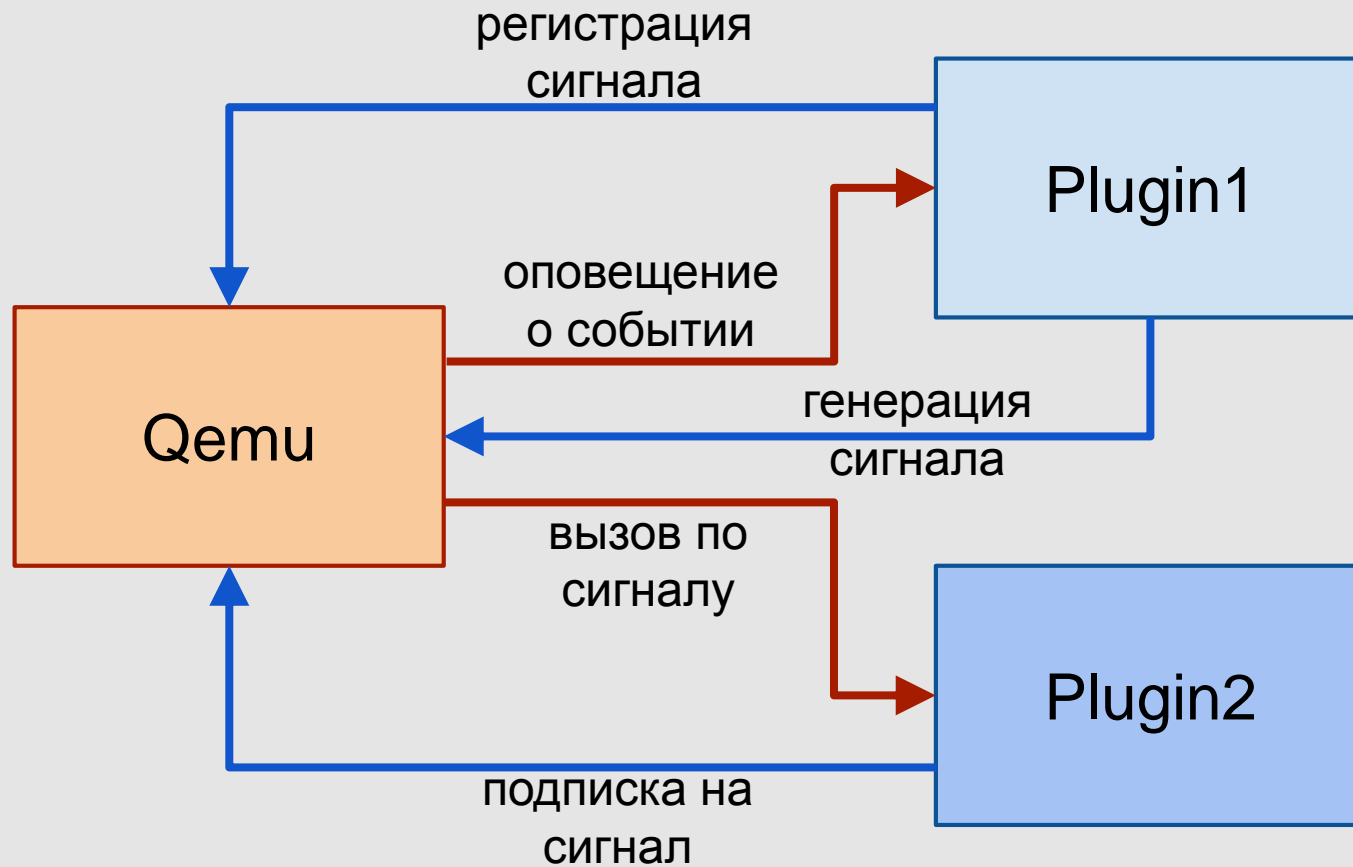 регистрация
сигнала
Plugin1
оповещение
о событии
генерация
сигнала
Qemu
вызов по
сигналу
Plugin2
подписка на
сигнал